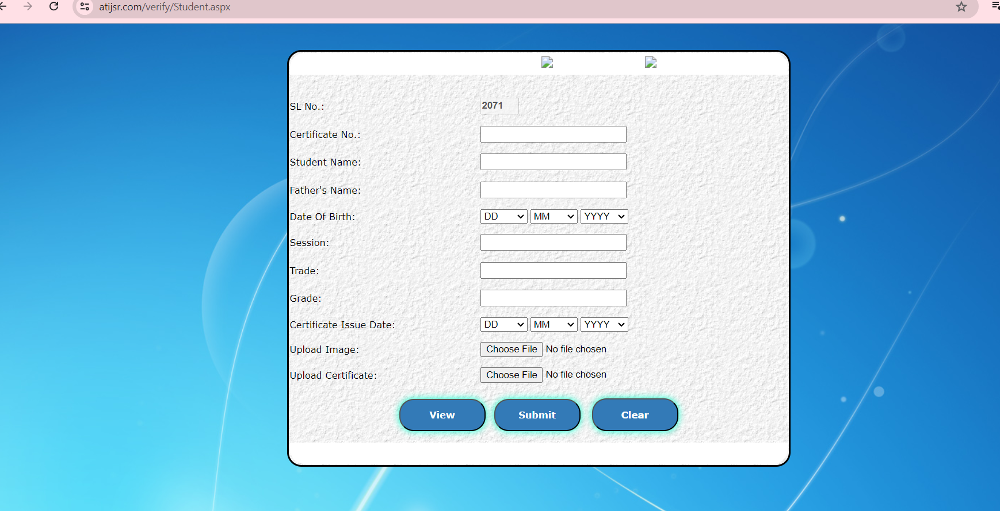 atijsr.com/verify/Student.aspx
SL No.: 2071
Certificate No.:
Student Name:
Father's Name:
Date Of Birth: DD MM YYYY
Session:
Trade:
Grade:
Certificate Issue Date: DD MM YYYY
Upload Image: Choose File No file chosen
Upload Certificate: Choose File No file chosen
View Submit Clear